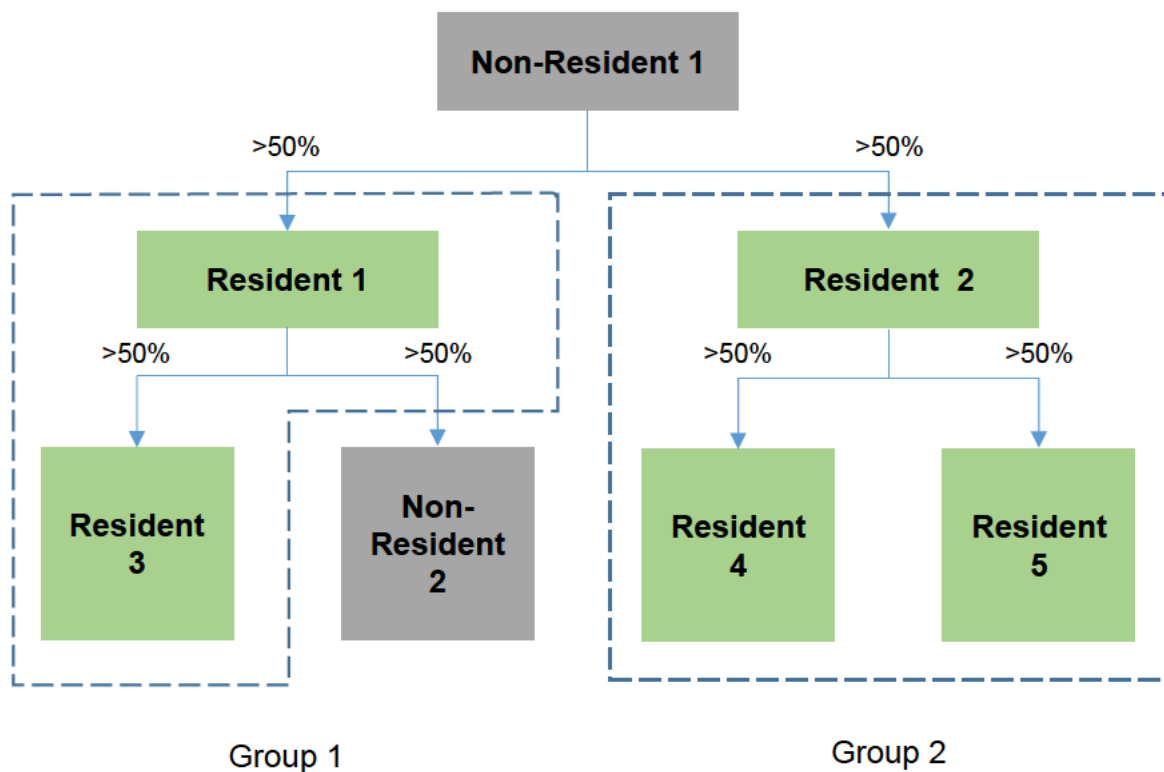 Non-Resident 1
>50%
>50%
Resident 1
Resident 2
>50%
>50%
>50%
>50%
Resident
3
Non-
Resident
2
Resident
4
Resident
5
Group 1
Group 2